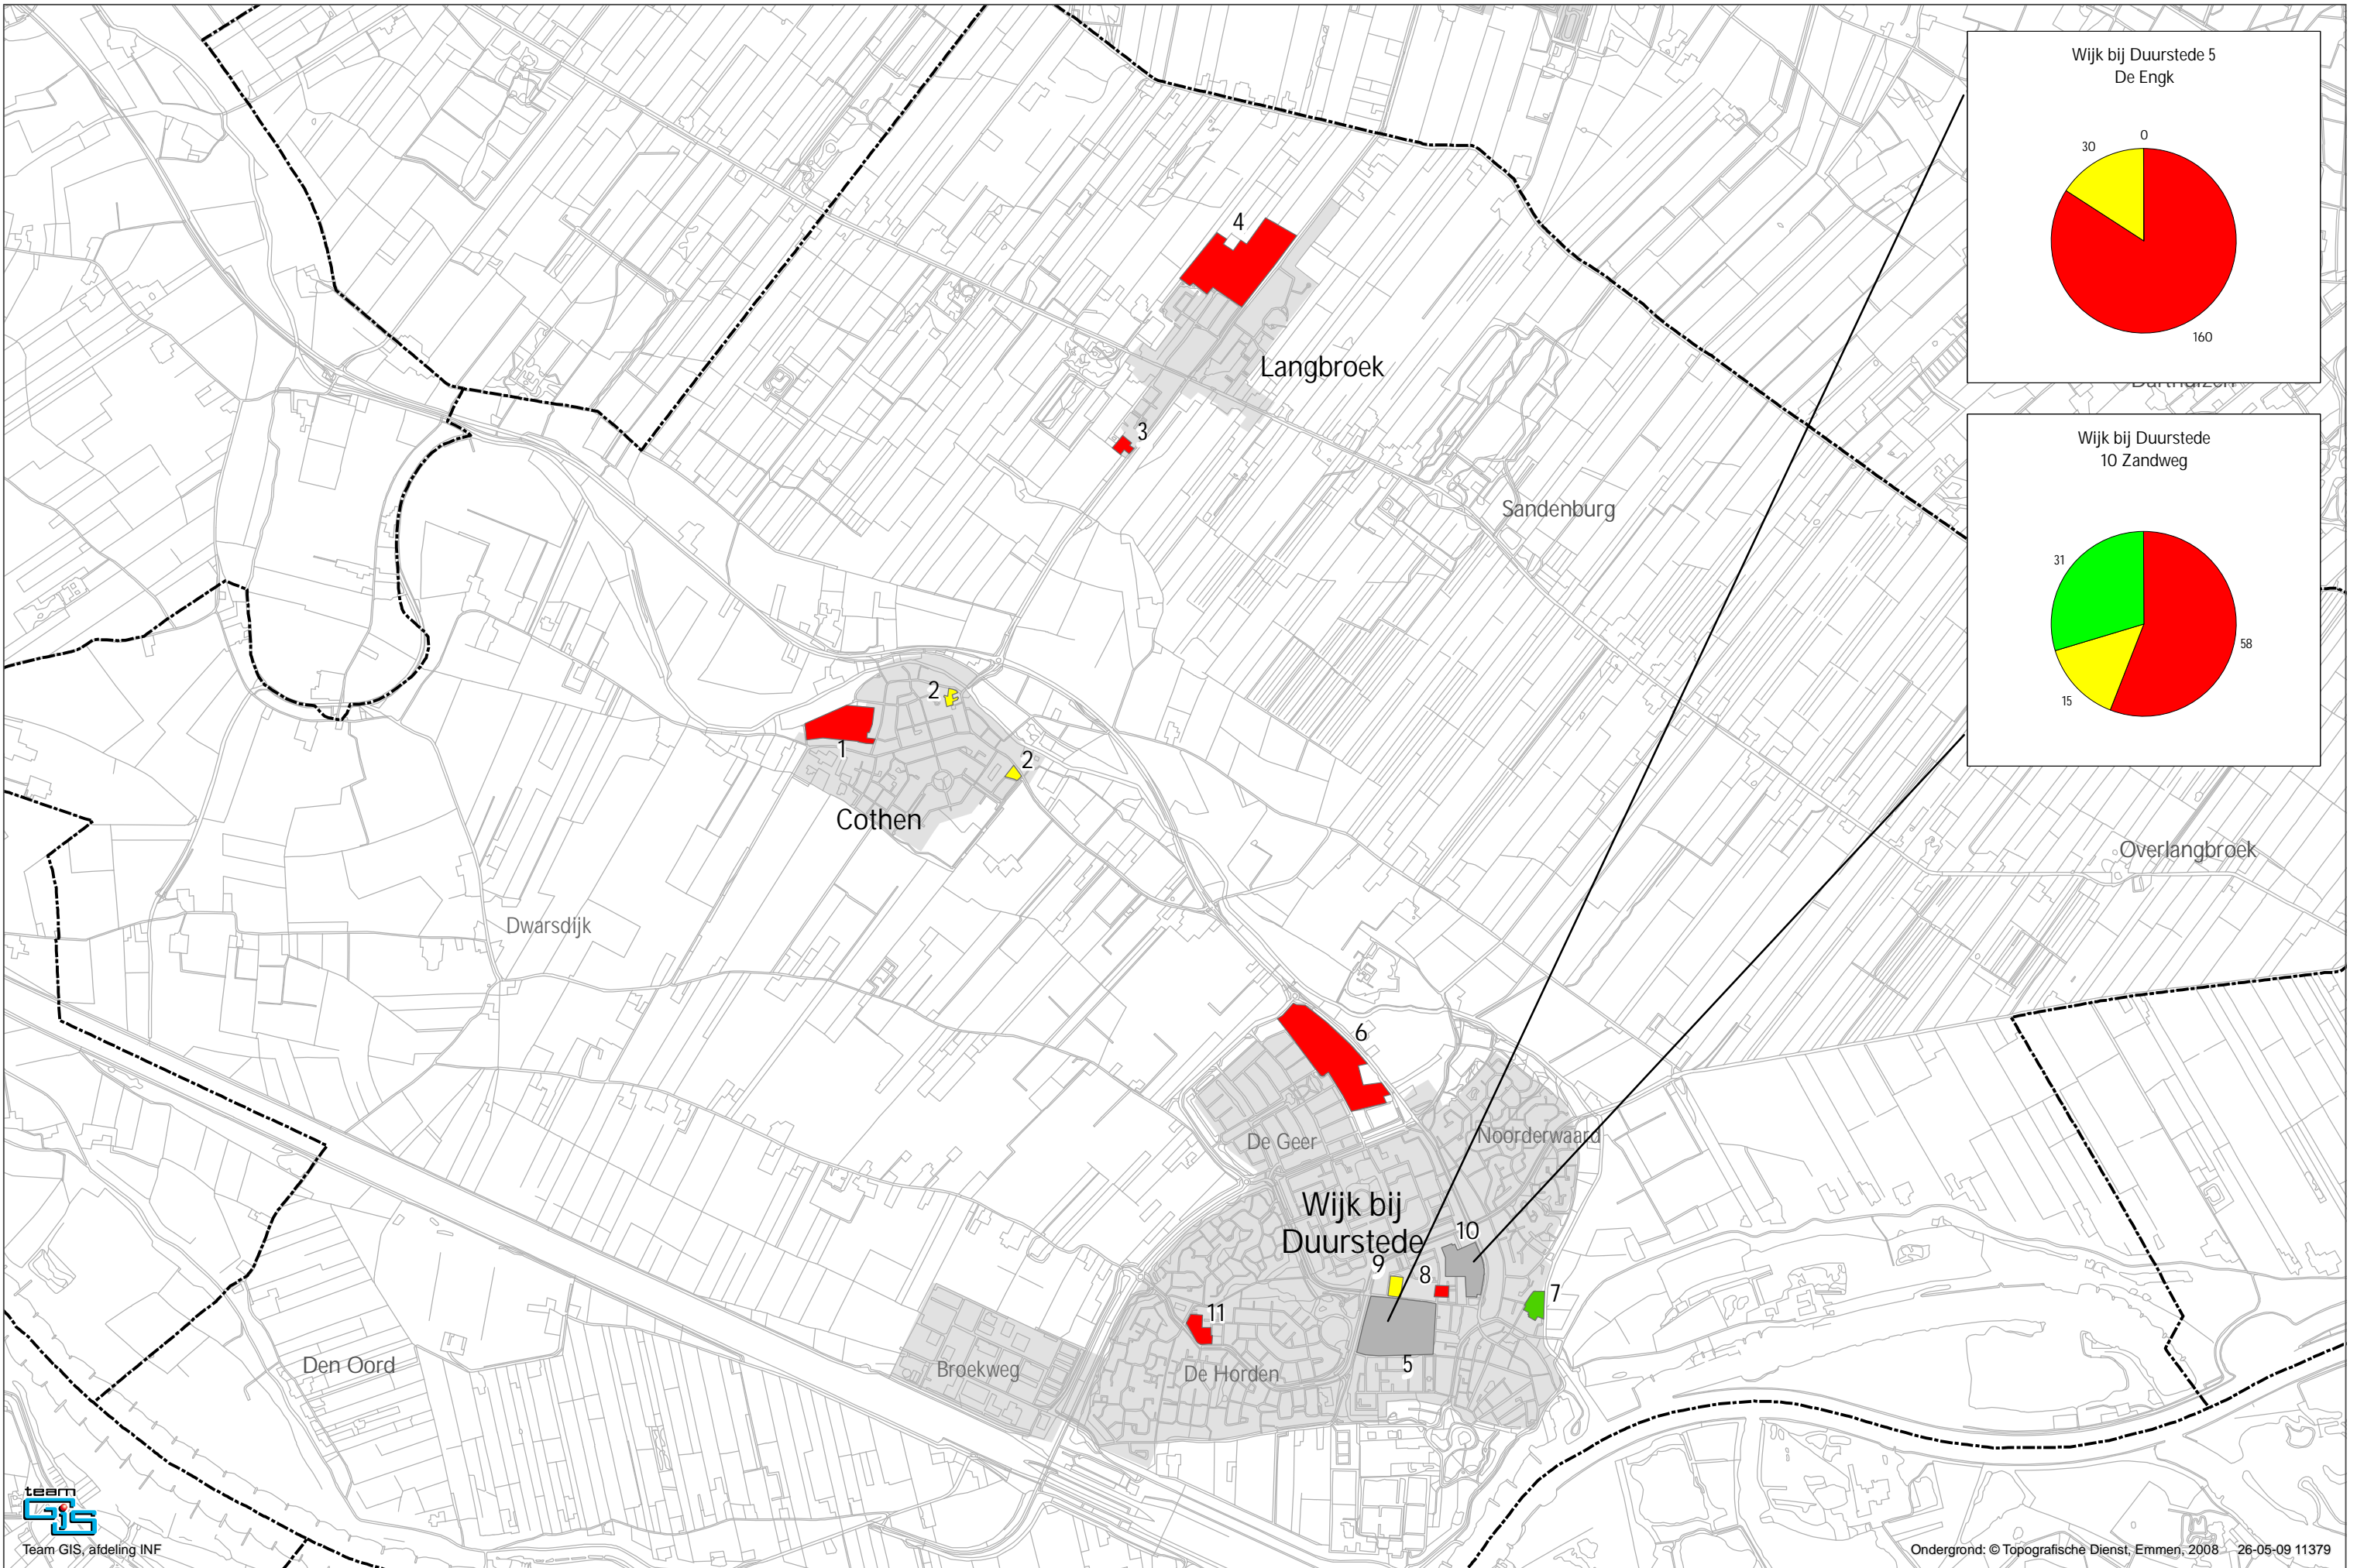 Wijk bij Duurstede 5
De Engk
0
30
160
4
Langbroek
3
Wijk bij Duurstede
10 Zandweg
31
58
15
Sandenburg
2
1
2
Cothen
Overlangbroek
Dwarsdijk
6
De Geer
Noorderwaard
Wijk bij
Duurstede
10
9
8
7
11
5
Den Oord
Broekweg
De Horden
team
GiS
Team GIS, afdeling INF
Ondergrond: © Topografische Dienst, Emmen, 2008 26-05-09 11379